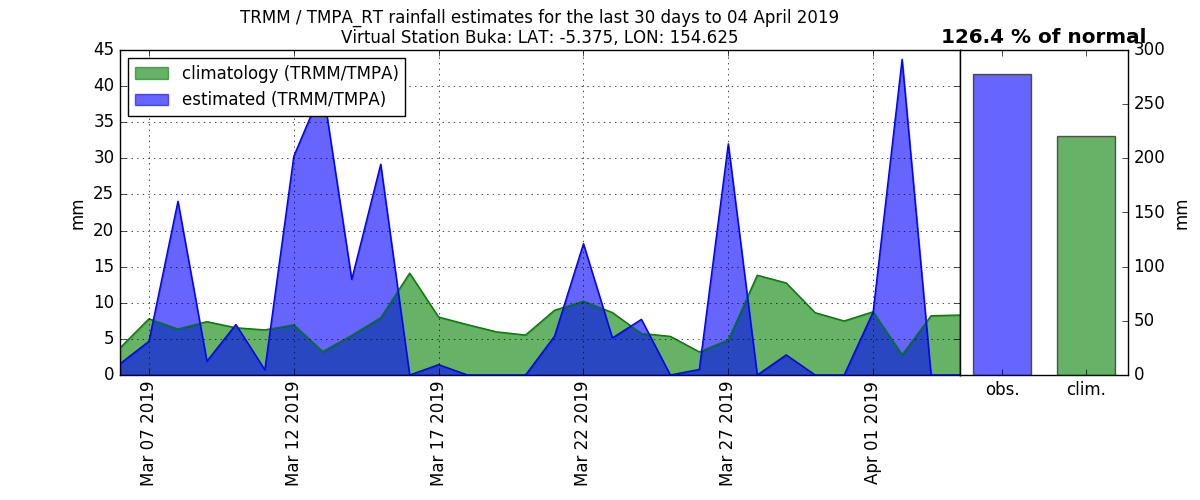 TRMM / TMPA_RT rainfall estimates for the last 30 days to 04 April 2019
Virtual Station Buka: LAT: -5.375, LON: 154.625
126.4 % of normal
climatology (TRMM/TMPA)
estimated (TRMM/TMPA)
45
40
35
30
25
20
15
10
5
0
mm
Mar 07 2019
Mar 12 2019
Mar 17 2019
Mar 22 2019
Mar 27 2019
Apr 01 2019
obs.
clim.
300
250
200
150
100
50
0
mm